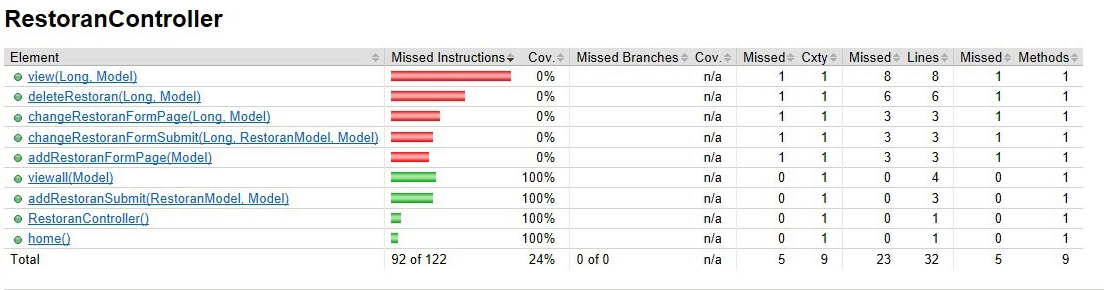 RestoranController
Element Missed Instructions Cov. Missed Branches Cov. Missed Cxty Missed Lines Missed Methods
view(Long, Model) 0% n/a 1 1 8 8 1 1
deleteRestoran(Long, Model) 0% n/a 1 1 6 6 1 1
changeRestoranFormPage(Long, Model) 0% n/a 1 1 3 3 1 1
changeRestoranFormSubmit(Long, RestoranModel, Model) 0% n/a 1 1 3 3 1 1
addRestoranFormPage(Model) 0% n/a 1 1 3 3 1 1
viewall(Model) 100% n/a 0 1 0 4 0 1
addRestoranSubmit(RestoranModel, Model) 100% n/a 0 1 0 3 0 1
RestoranController() 100% n/a 0 1 0 1 0 1
home() 100% n/a 0 1 0 1 0 1
Total 92 of 122 24% 0 of 0 n/a 5 9 23 32 5 9